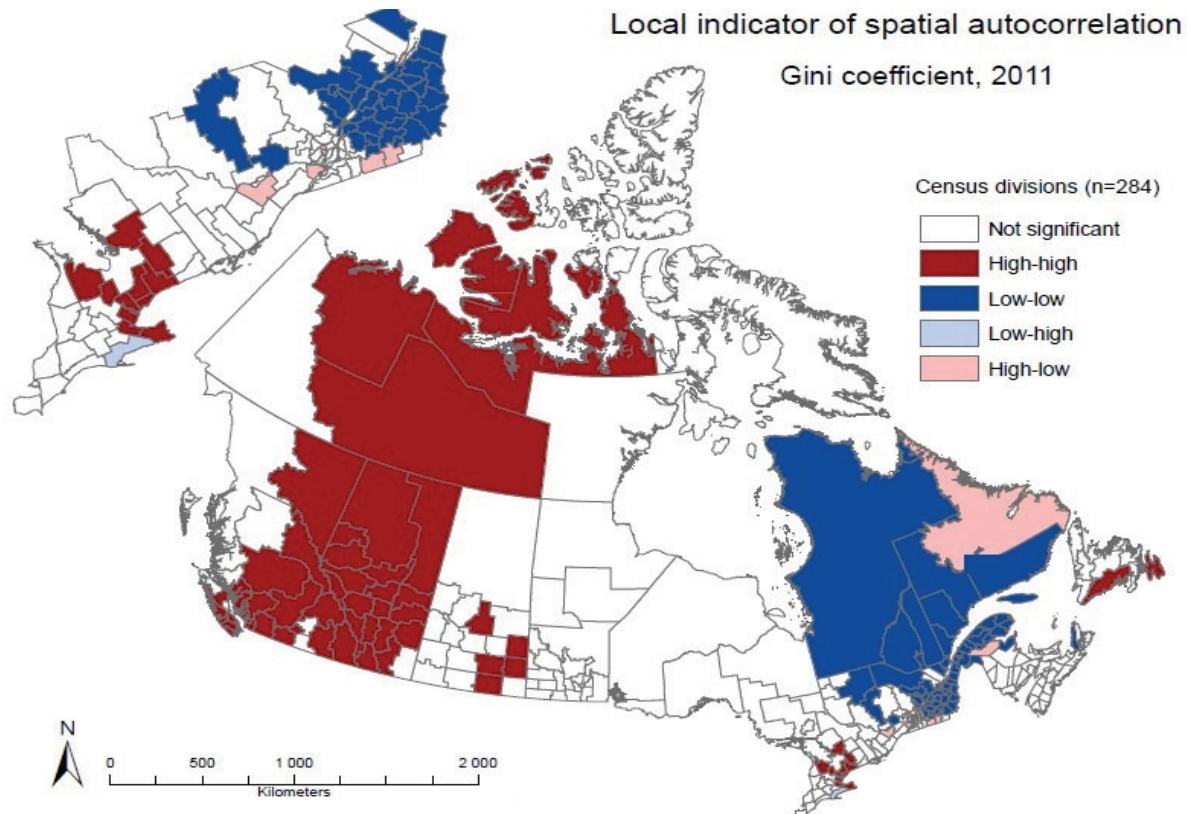 Local indicator of spatial autocorrelation
Gini coefficient, 2011
Census divisions (n=284)
Not significant
High-high
Low-low
Low-high
High-low
N
0 500 1 000 2 000
Kilometers